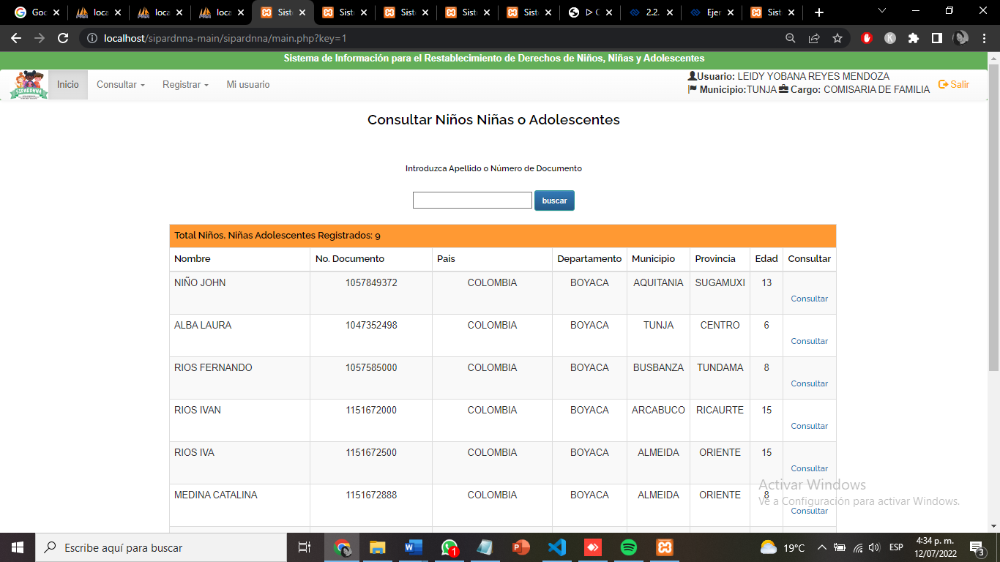 Goc
loca
loca
loca
Siste
Siste
Siste
Siste
Siste
2.2.
Ejer
Sist
localhost/sipardnna-main/sipardnna/main.php?key=1
Sistema de Información para el Restablecimiento de Derechos de Niños, Niñas y Adolescentes
SIPARDNNA
Inicio Consultar Registrar Mi usuario
Usuario: LEIDY YOBANA REYES MENDOZA
Municipio:TUNJA Cargo: COMISARIA DE FAMILIA
Salir
Consultar Niños Niñas o Adolescentes
Introduzca Apellido o Número de Documento
buscar
Total Niños, Niñas Adolescentes Registrados: 9
Nombre No. Documento Pais Departamento Municipio Provincia Edad Consultar
NIÑO JOHN 1057849372 COLOMBIA BOYACA AQUITANIA SUGAMUXI 13
Consultar
ALBA LAURA 1047352498 COLOMBIA BOYACA TUNJA CENTRO 6
Consultar
RIOS FERNANDO 1057585000 COLOMBIA BOYACA BUSBANZA TUNDAMA 8
Consultar
RIOS IVAN 1151672000 COLOMBIA BOYACA ARCABUCO RICAURTE 15
Consultar
RIOS IVA 1151672500 COLOMBIA BOYACA ALMEIDA ORIENTE 15
Consultar
MEDINA CATALINA 1151672888 COLOMBIA BOYACA ALMEIDA ORIENTE 8
Consultar
Activar Windows
Ve a Configuración para activar Windows.
Escribe aquí para buscar
1
19°C
ESP
4:34 p. m.
12/07/2022
3